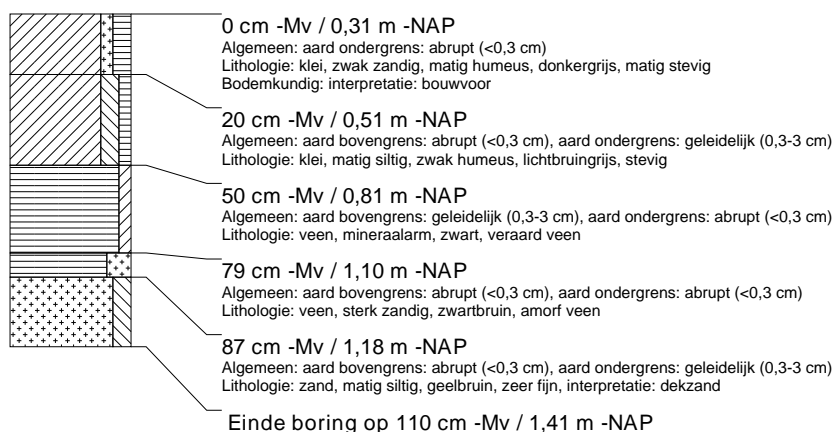 0 cm -Mv / 0,31 m -NAP
Algemeen: aard ondergrens: abrupt (<0,3 cm)
Lithologie: klei, zwak zandig, matig humeus, donkergrijs, matig stevig
Bodemkundig: interpretatie: bouwvoor
20 cm -Mv / 0,51 m -NAP
Algemeen: aard bovengrens: abrupt (<0,3 cm), aard ondergrens: geleidelijk (0,3-3 cm)
Lithologie: klei, matig siltig, zwak humeus, lichtbruingrijs, stevig
50 cm -Mv / 0,81 m -NAP
Algemeen: aard bovengrens: geleidelijk (0,3-3 cm), aard ondergrens: abrupt (<0,3 cm)
Lithologie: veen, mineraalarm, zwart, veraard veen
79 cm -Mv / 1,10 m -NAP
Algemeen: aard bovengrens: abrupt (<0,3 cm), aard ondergrens: abrupt (<0,3 cm)
Lithologie: veen, sterk zandig, zwartbruin, amorf veen
87 cm -Mv / 1,18 m -NAP
Algemeen: aard bovengrens: abrupt (<0,3 cm), aard ondergrens: geleidelijk (0,3-3 cm)
Lithologie: zand, matig siltig, geelbruin, zeer fijn, interpretatie: dekzand
Einde boring op 110 cm -Mv / 1,41 m -NAP